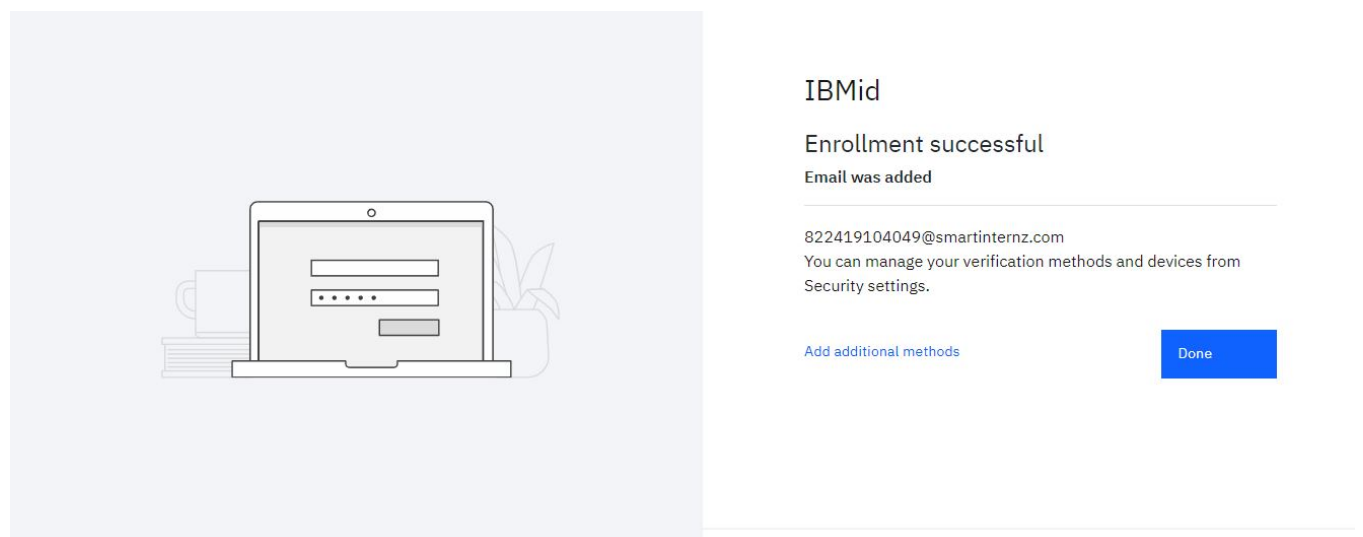 IBMid
Enrollment successful
Email was added
822419104049@smartinternz.com
You can manage your verification methods and devices from
Security settings.
Add additional methods
Done